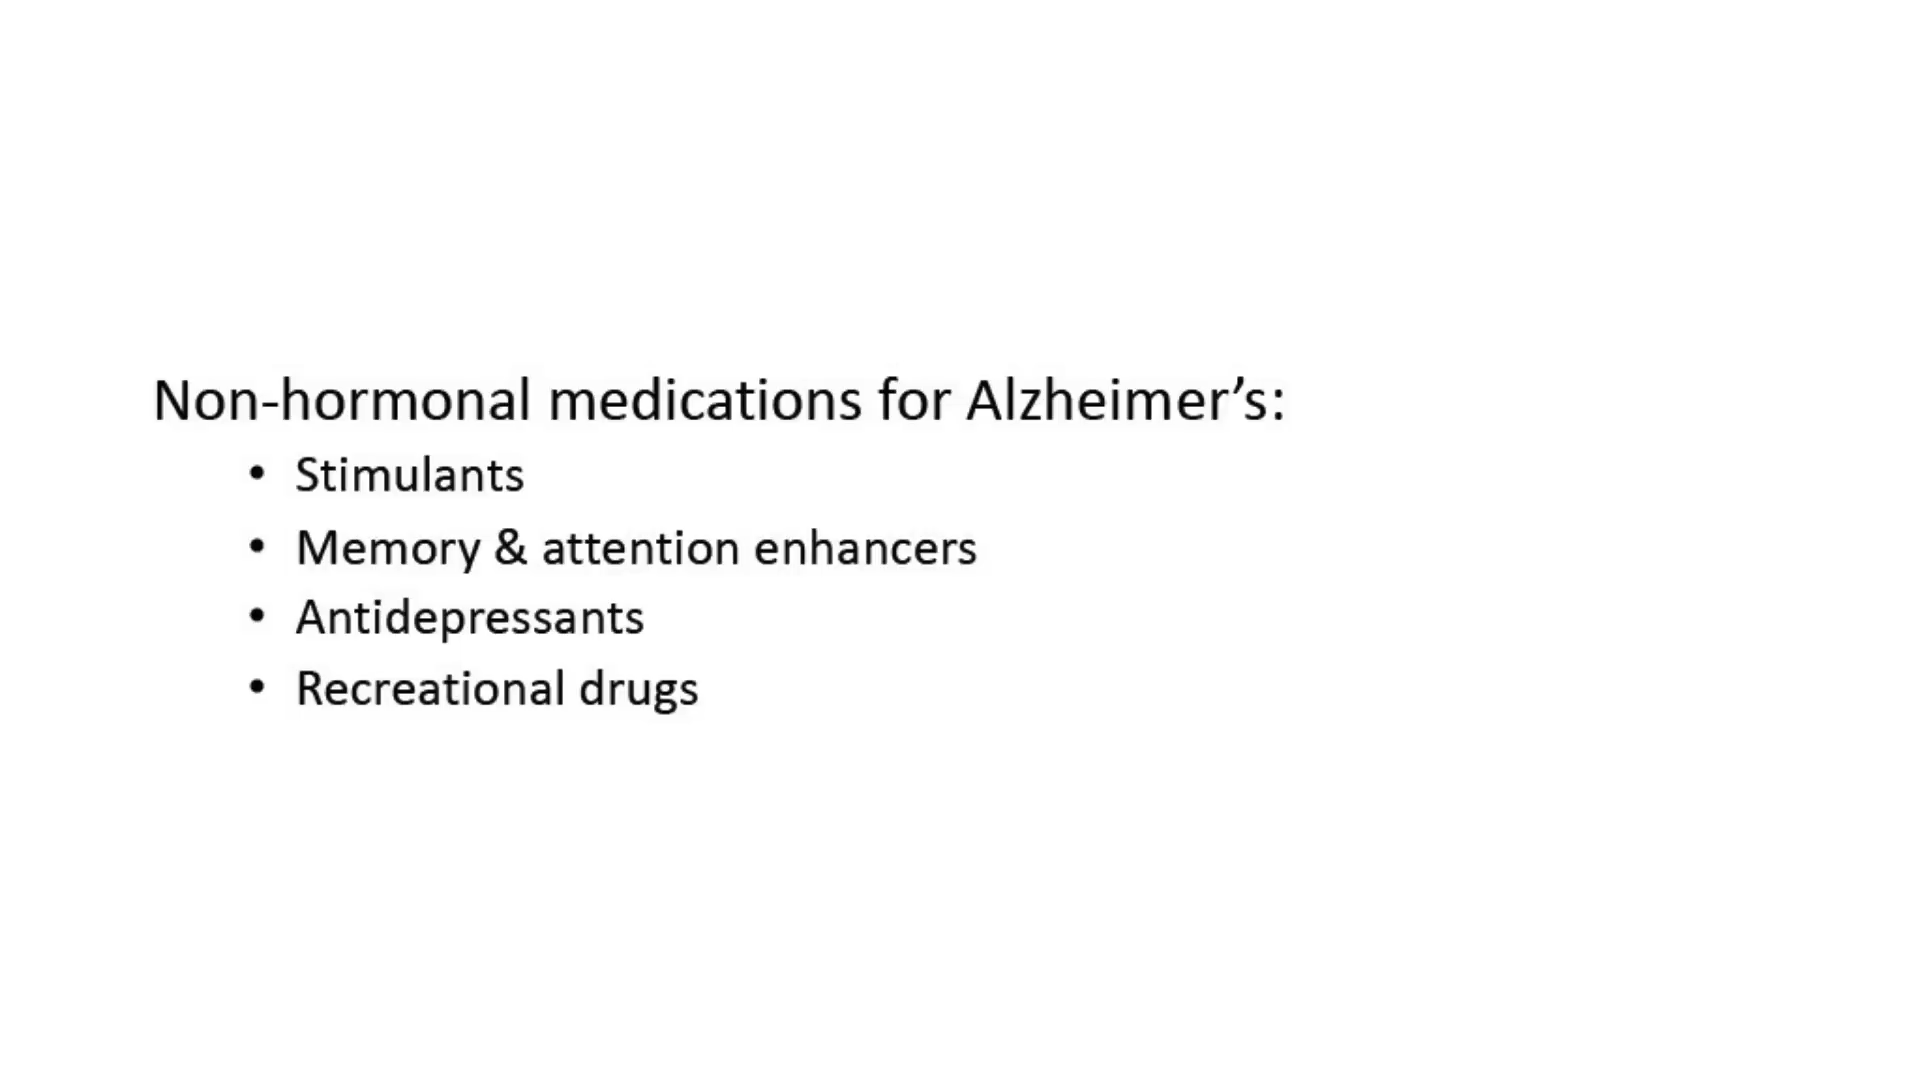 Non-hormonal medications for Alzheimer’s:
• Stimulants
• Memory & attention enhancers
• Antidepressants
• Recreational drugs